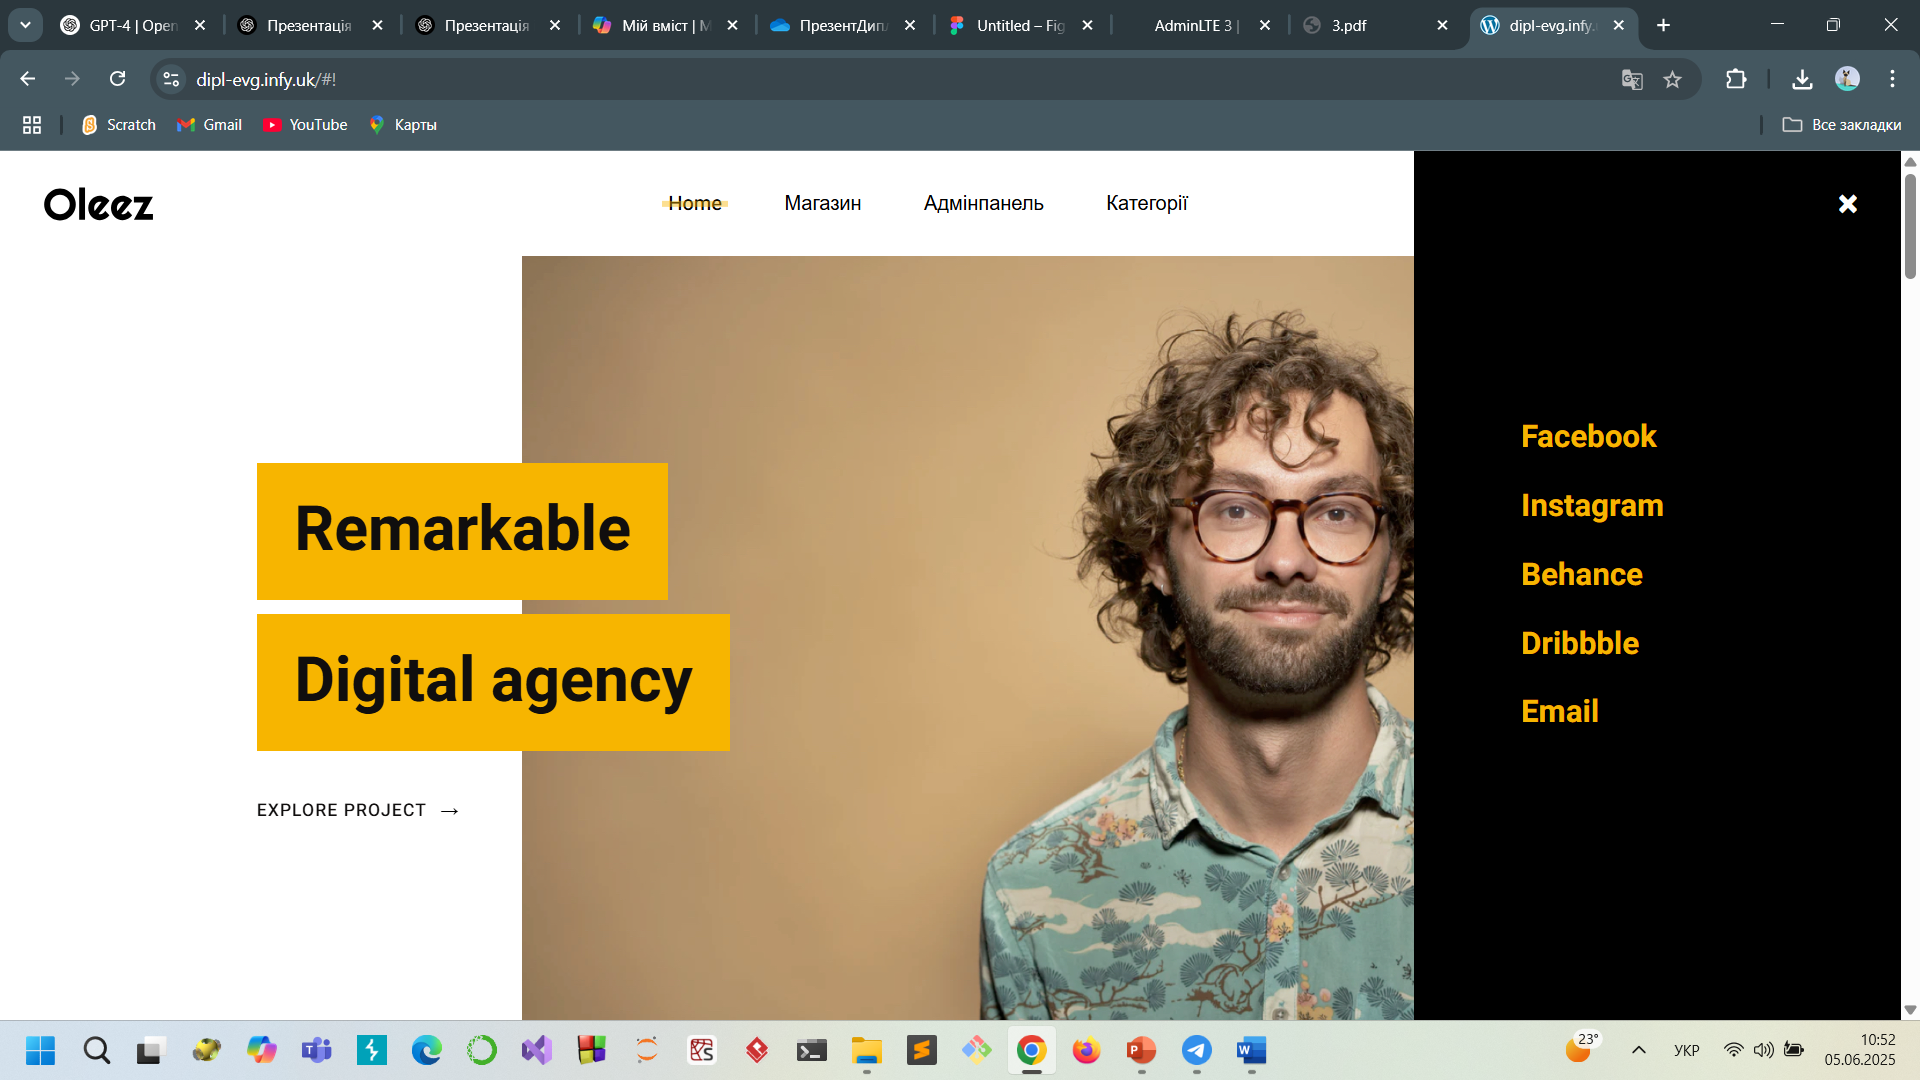 GPT-4 | Open
Презентація
Презентація
Мій вміст | M
ПрезентДипл
Untitled – Fig
AdminLTE 3 |
3.pdf
dipl-evg.infy.
dipl-evg.infy.uk/#!
Scratch
Gmail
YouTube
Карты
Все закладки
Oleez
Home
Магазин
Адмінпанель
Категорії
Remarkable
Digital agency
EXPLORE PROJECT →
Facebook
Instagram
Behance
Dribbble
Email
23°
УКР
10:52
05.06.2025